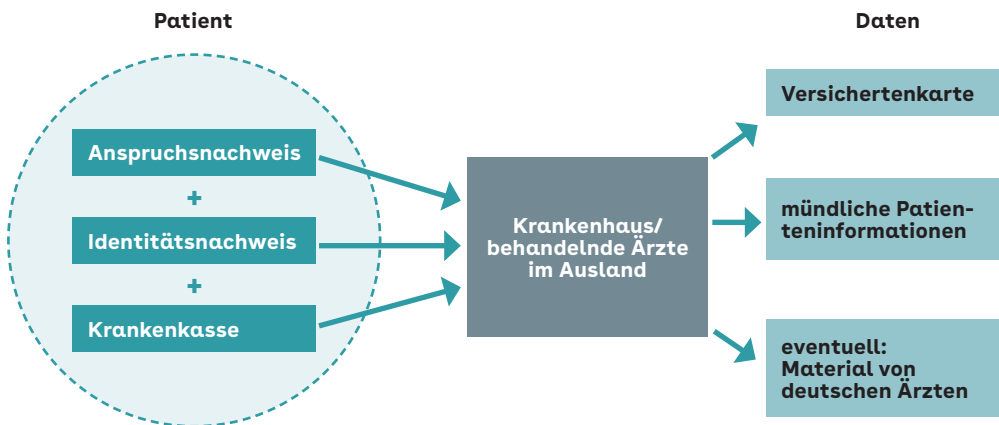 Patient
Anspruchsnachweis
+
Identitätsnachweis
+
Krankenkasse
Krankenhaus/
behandelnde Ärzte
im Ausland
Daten
Versichertenkarte
mündliche Patien-
teninformationen
eventuell:
Material von
deutschen Ärzten